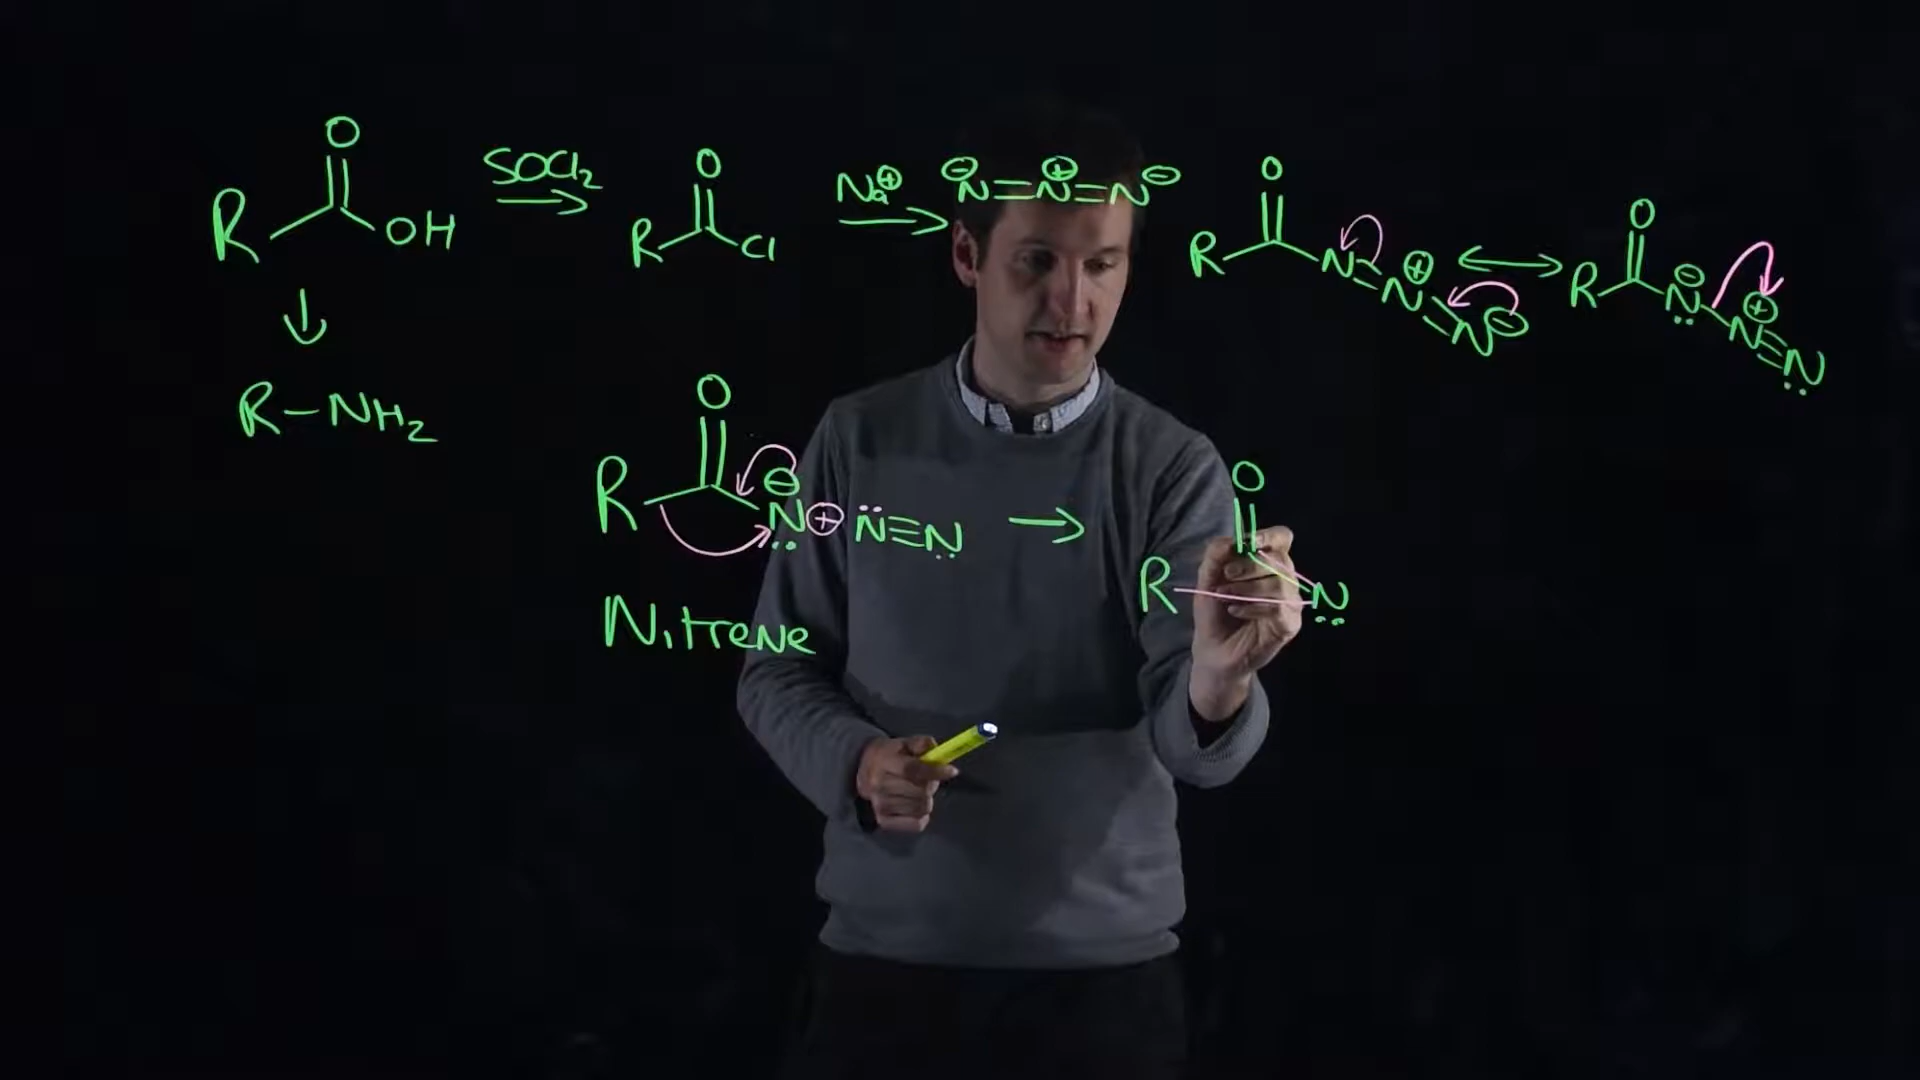 O
R OH
SOCl₂
O
R Cl
Na⊕ ⊖N=N⊕=N⊖
O
R N=N⊕=N⊖
O
R N⊖ N⊕≡N
R–NH₂
O
R N⊖ ⊕ N≡N
Nitrene
O
R N